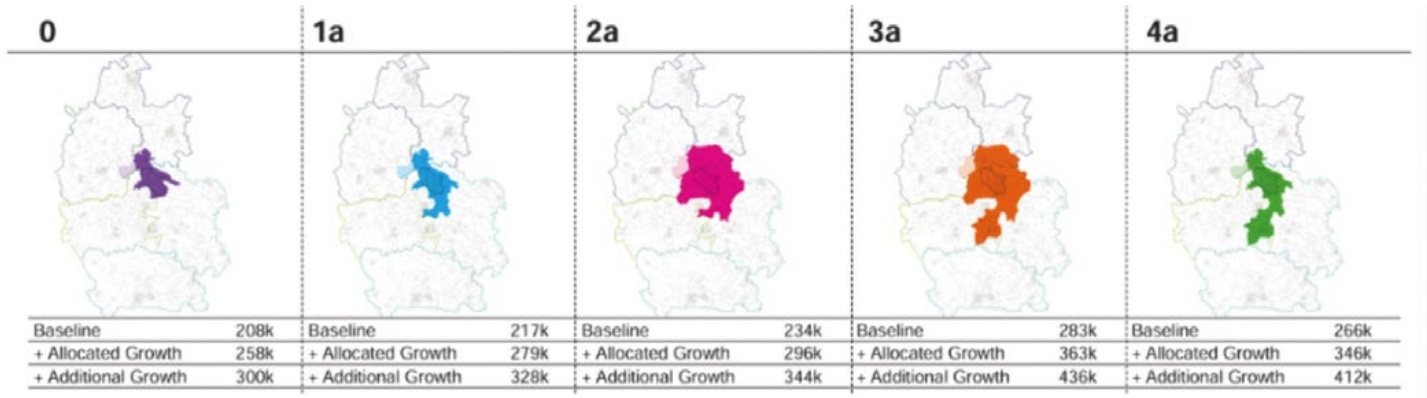 0 1a 2a 3a 4a
Baseline 208k Baseline 217k Baseline 234k Baseline 283k Baseline 266k
+ Allocated Growth 258k + Allocated Growth 279k + Allocated Growth 296k + Allocated Growth 363k + Allocated Growth 346k
+ Additional Growth 300k + Additional Growth 328k + Additional Growth 344k + Additional Growth 436k + Additional Growth 412k